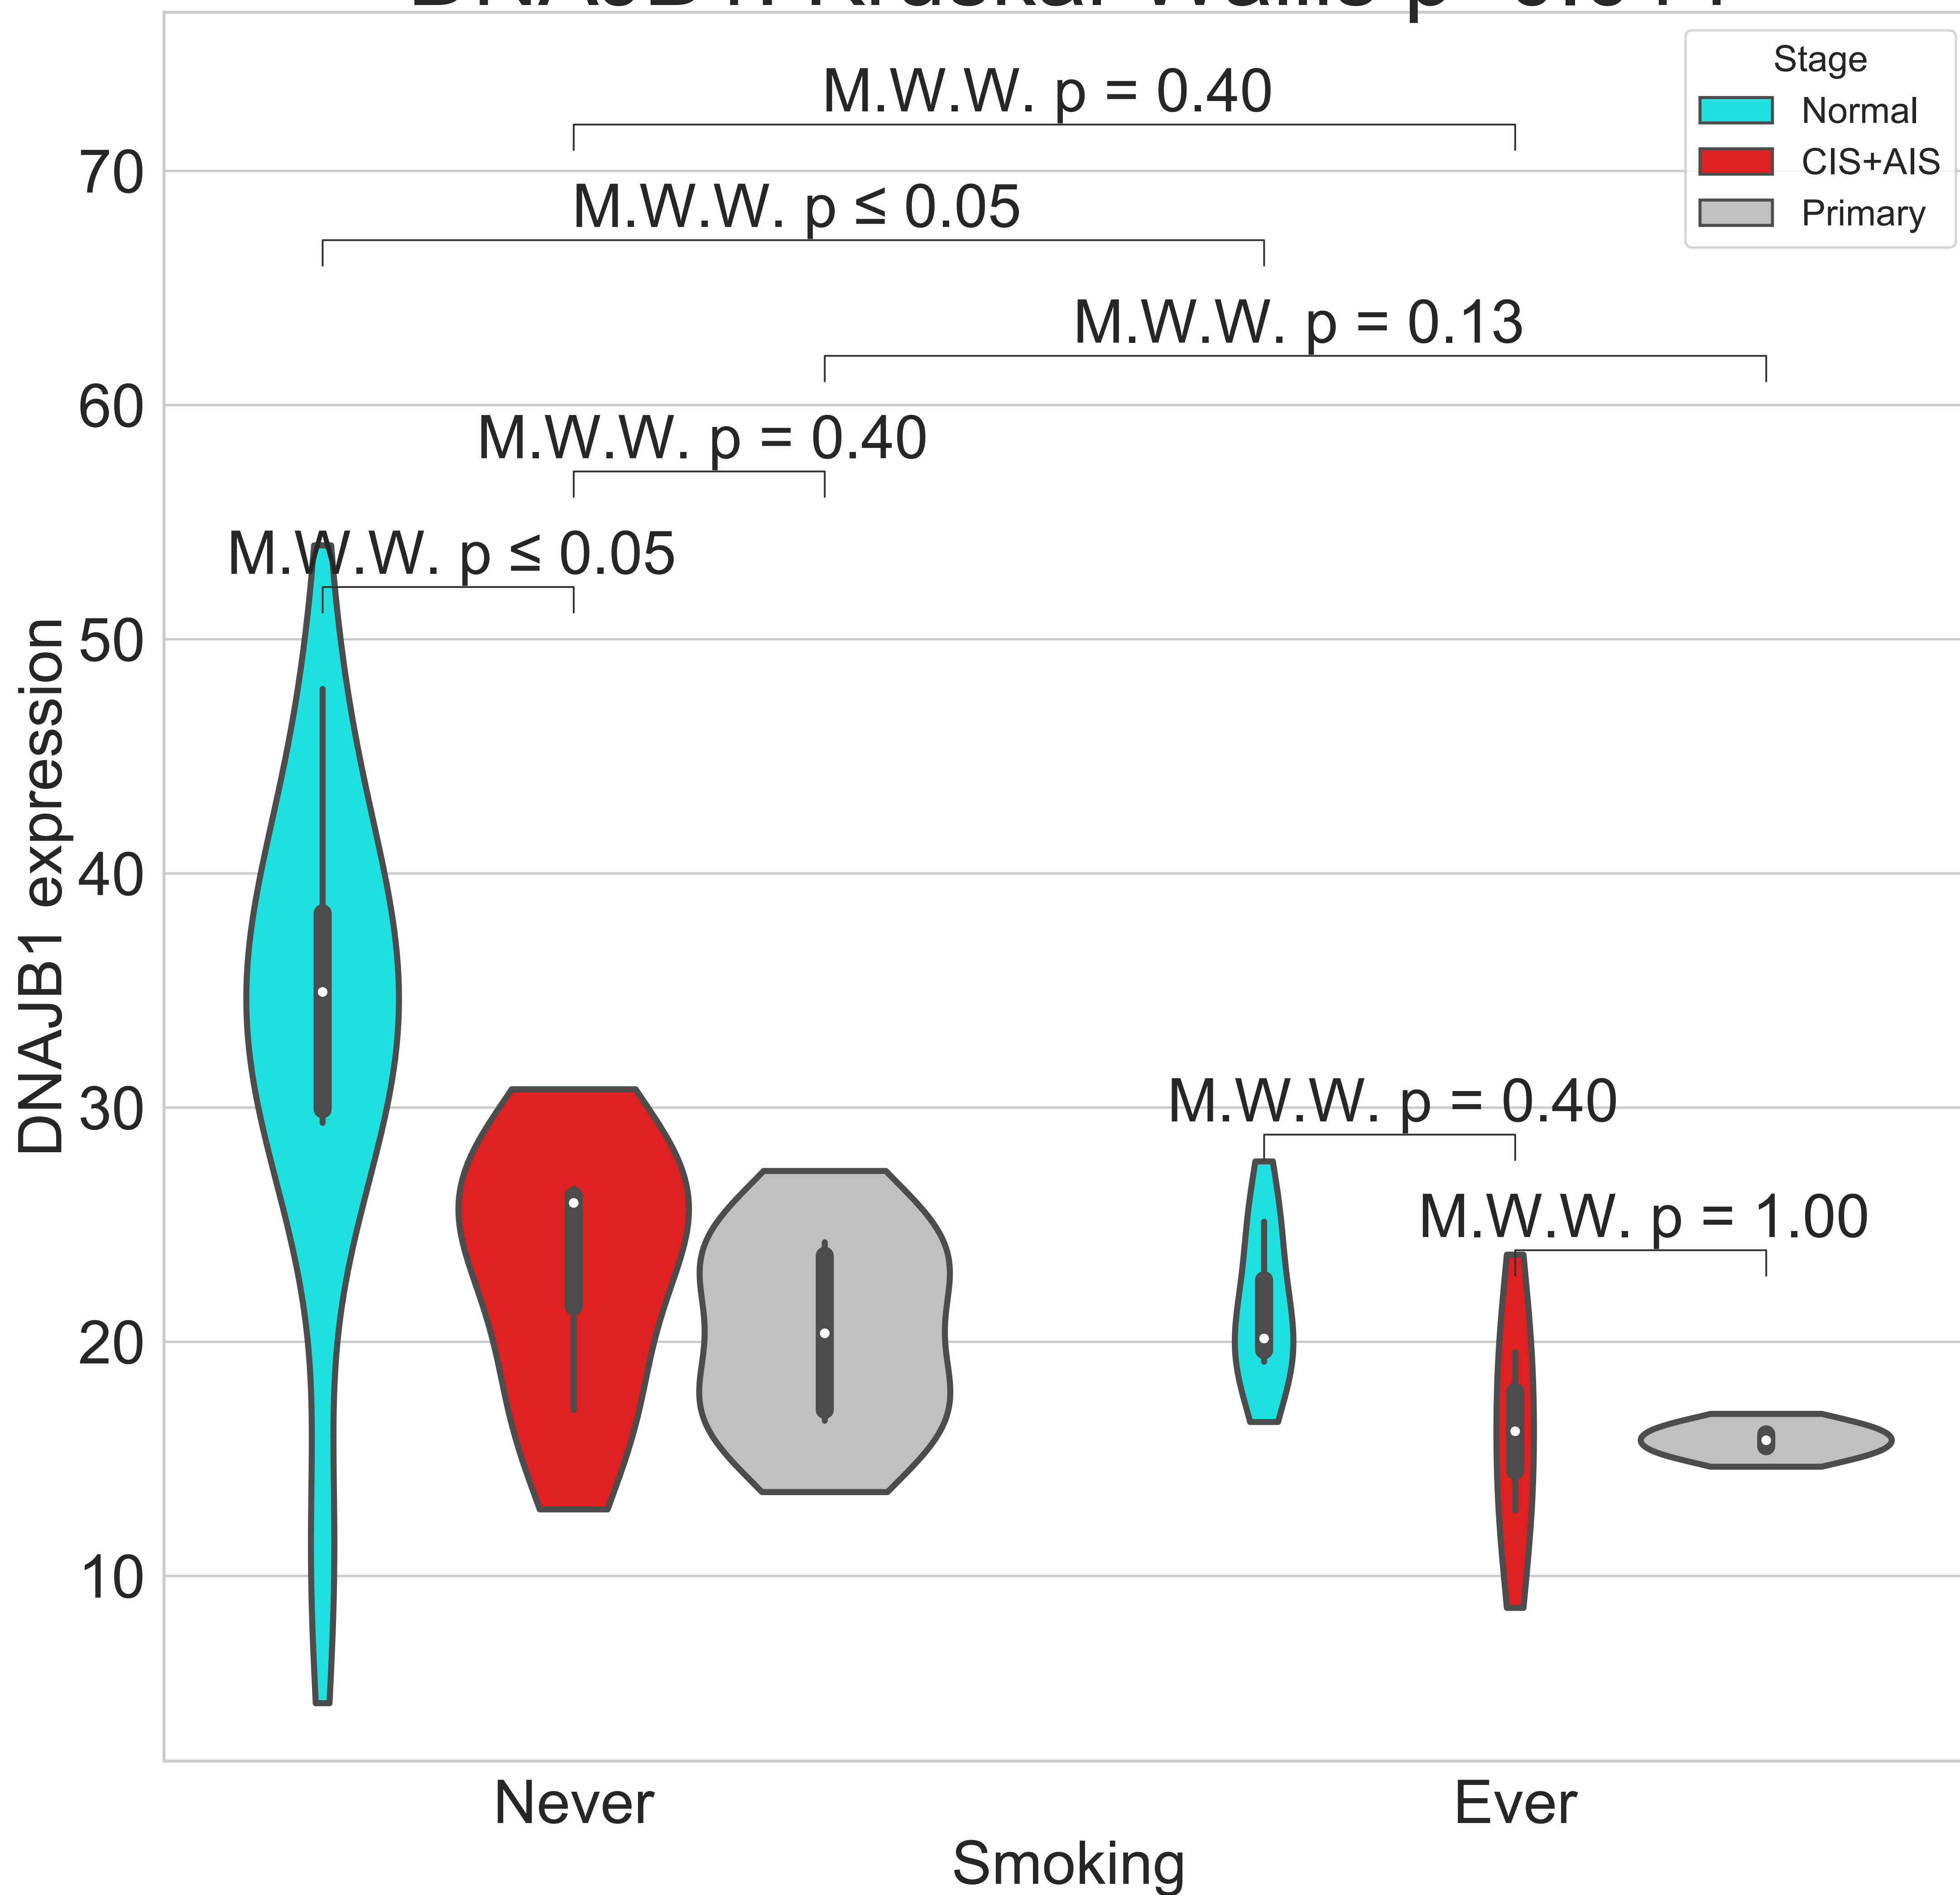 M.W.W. p = 0.40
M.W.W. p ≤ 0.05
M.W.W. p = 0.13
M.W.W. p = 0.40
M.W.W. p ≤ 0.05
M.W.W. p = 0.40
M.W.W. p = 1.00
Stage
Normal
CIS+AIS
Primary
DNAJB1 expression
70
60
50
40
30
20
10
Never
Ever
Smoking